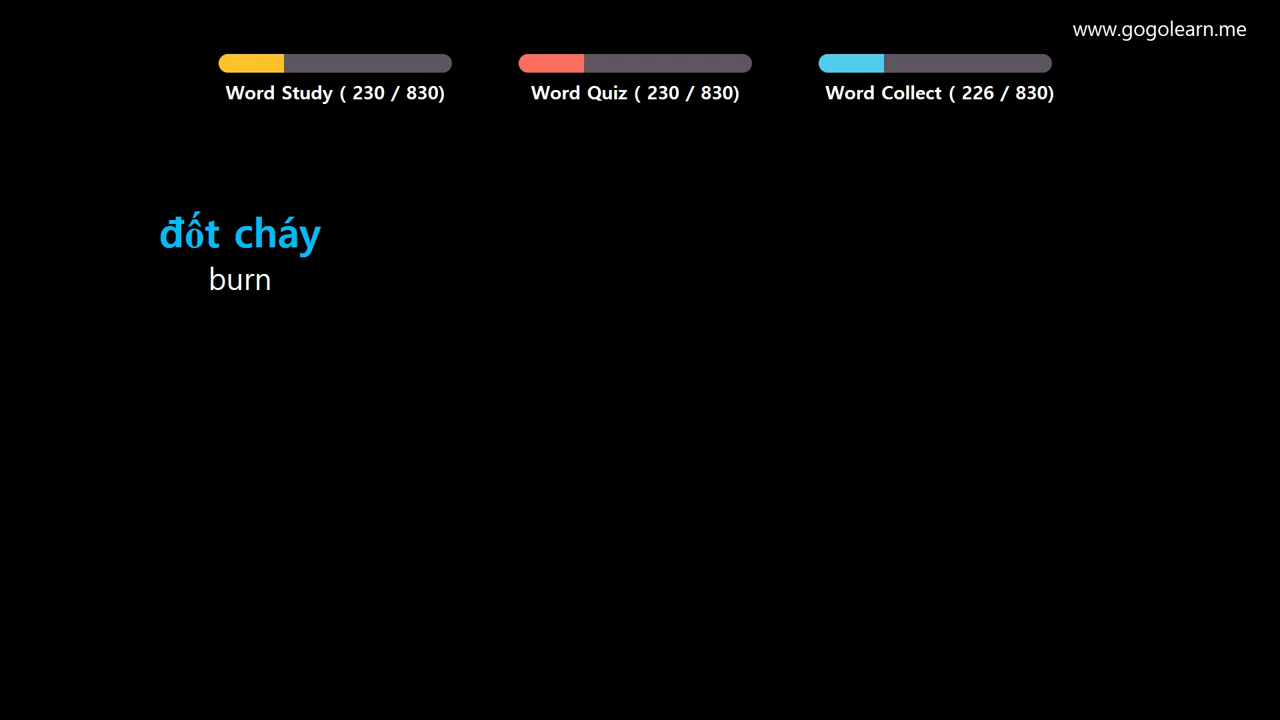 www.gogolearn.me
Word Study ( 230 / 830)
Word Quiz ( 230 / 830)
Word Collect ( 226 / 830)
đốt cháy
burn